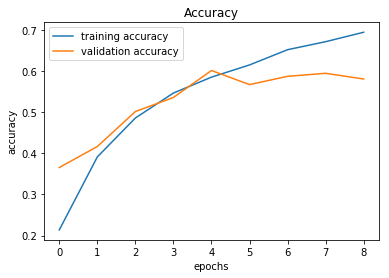 Accuracy
training accuracy
validation accuracy
accuracy
0.7
0.6
0.5
0.4
0.3
0.2
0 1 2 3 4 5 6 7 8
epochs